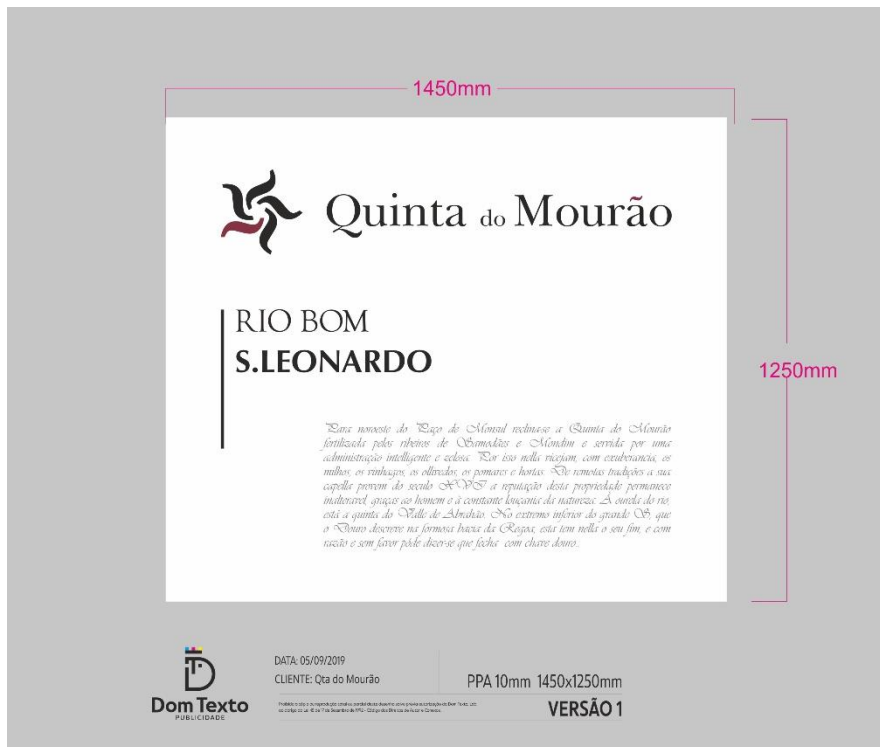 1450mm
Quinta do Mourão
RIO BOM
S.LEONARDO
1250mm
Para noroeste do Paço de Monsul reclina-se a Quinta do Mourão
fertilizada pelos ribeiros de Samodães e Mondim e servida por uma
administração intelligente e zelosa. Por isso nella vicejam, com exuberancia, os
milhos, os vinhagos, os olivedos, os pomares e hortas. De remotas tradições a sua
capella provem do seculo XVI a reputação desta propriedade permanece
inalteravel, graças ao homem e à constante louçania da natureza. À ourela do rio,
está a quinta do Valle de Abrahão. No extremo inferior do grande S, que
o Douro descreve na formosa bacia da Regoa, esta tem nella o seu fim, e com
razão e sem favor póde dizer-se que fecha com chave douro..
Dom Texto
PUBLICIDADE
DATA: 05/09/2019
CLIENTE: Qta do Mourão
PPA 10mm 1450x1250mm
VERSÃO 1